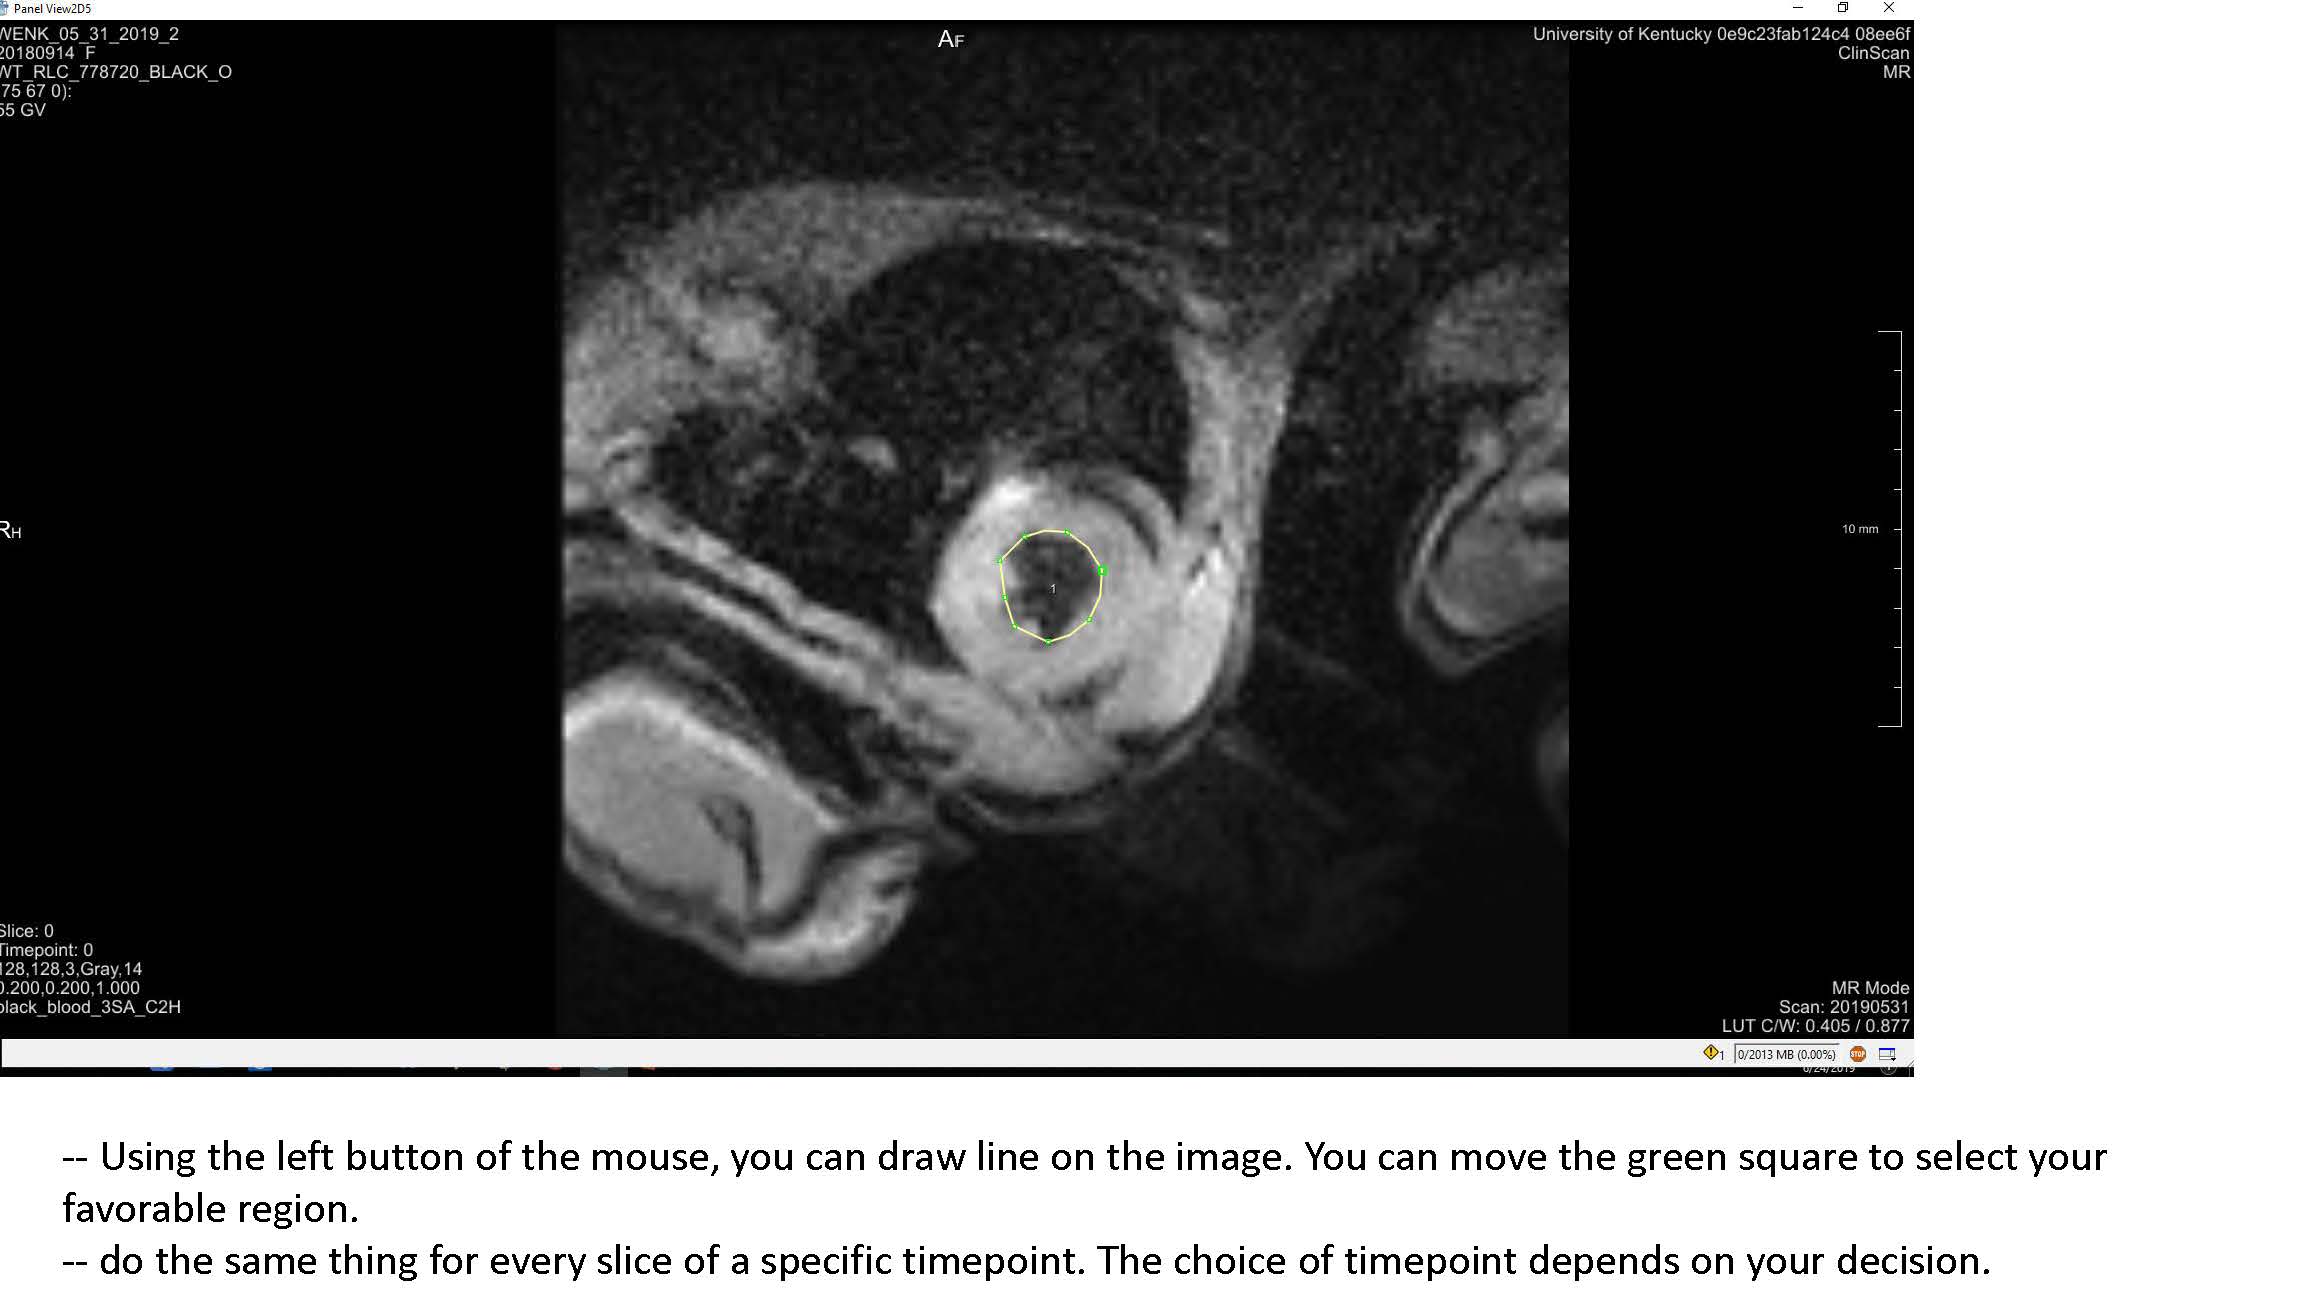 Panel View2D5
WENK_05_31_2019_2
20180914 F
WT_RLC_778720_BLACK_O
75 67 0):
55 GV
AF
University of Kentucky 0e9c23fab124c4 08ee6f
ClinScan
MR
RH
10 mm
1
Slice: 0
Timepoint: 0
128,128,3,Gray,14
0.200,0.200,1.000
black_blood_3SA_C2H
MR Mode
Scan: 20190531
LUT C/W: 0.405 / 0.877
1
0/2013 MB (0.00%)
STOP
6/24/2019
-- Using the left button of the mouse, you can draw line on the image. You can move the green square to select your
favorable region.
-- do the same thing for every slice of a specific timepoint. The choice of timepoint depends on your decision.